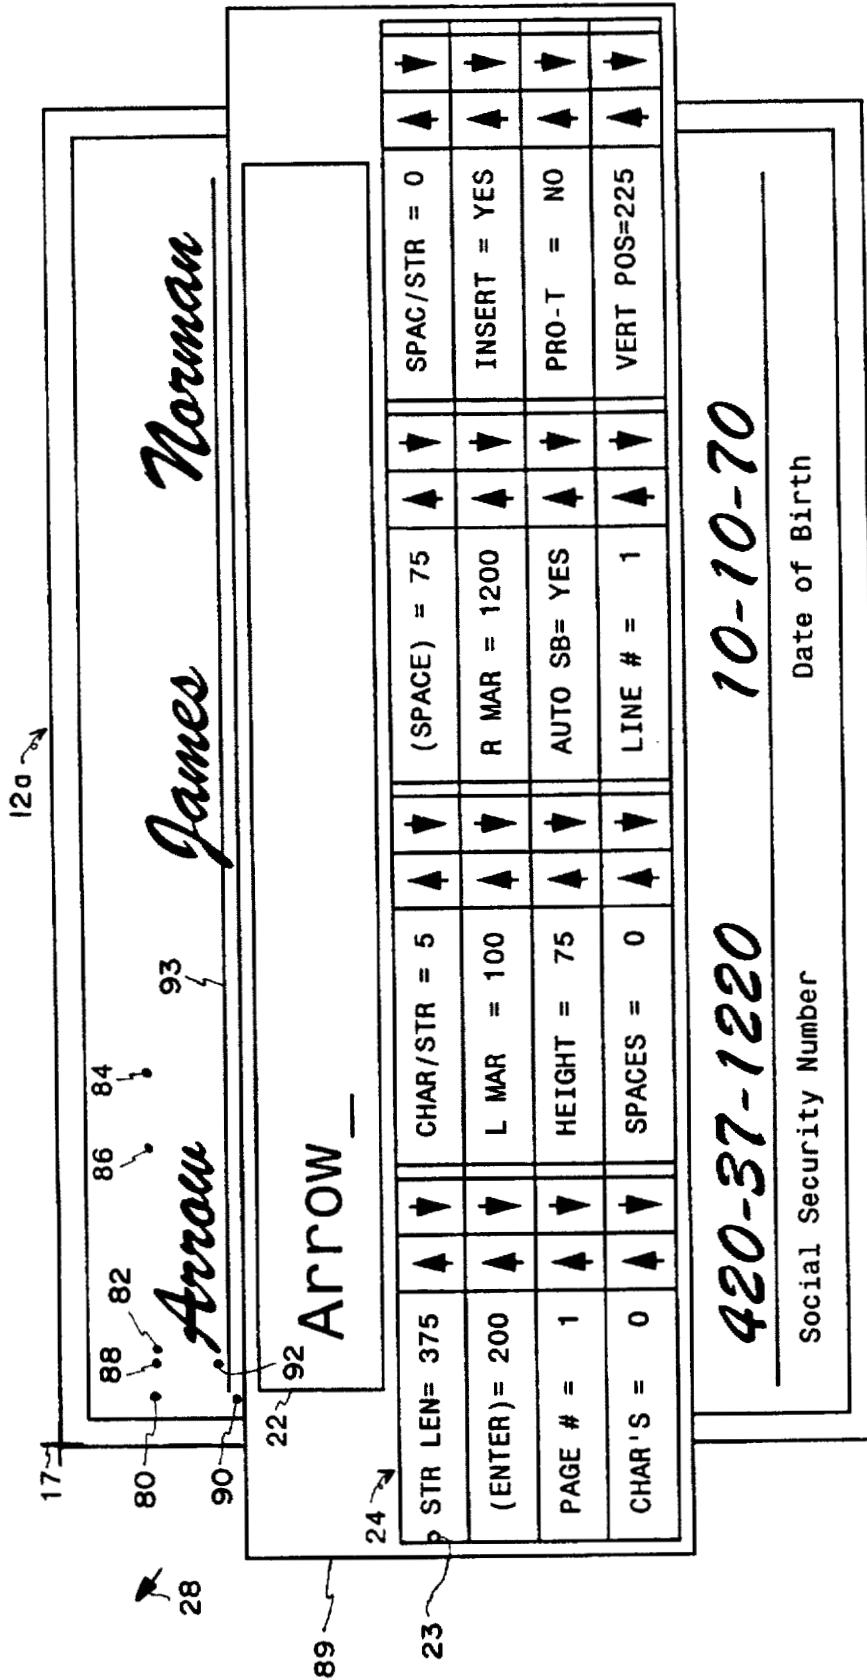 12a
17
28
80
88
82
86
84
93
Arrow James Norman
90
92
22
Arrow_
89
24
23
STR LEN= 375 CHAR/STR = 5 (SPACE) = 75 SPAC/STR = 0
(ENTER)= 200 L MAR = 100 R MAR = 1200 INSERT = YES
PAGE # = 1 HEIGHT = 75 AUTO SB= YES PRO-T = NO
CHAR'S = 0 SPACES = 0 LINE # = 1 VERT POS=225
420-37-1220 10-10-70
Social Security Number Date of Birth